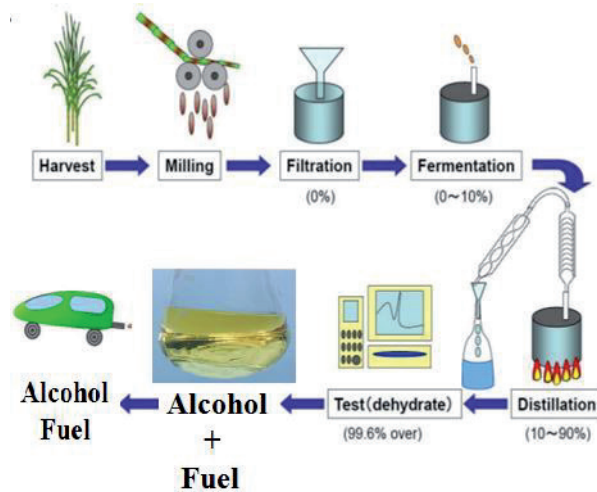 Harvest
Milling
Filtration
Fermentation
(0%)
(0～10%)
Alcohol
Fuel
Alcohol
+
Fuel
Test(dehydrate)
(99.6% over)
Distillation
(10～90%)